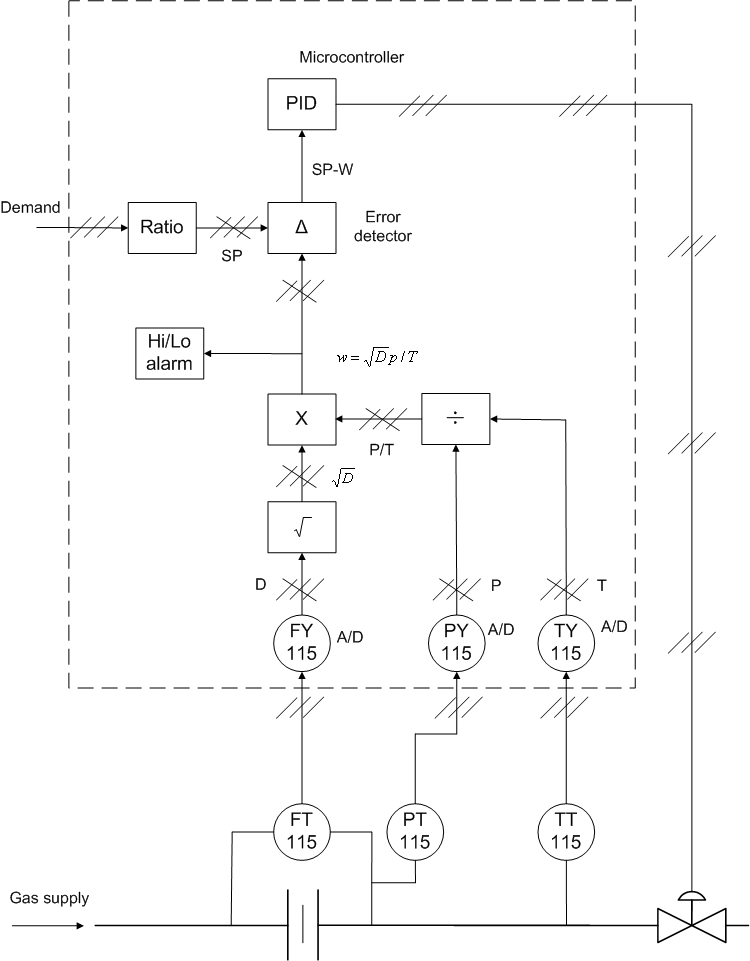 Microcontroller
PID
SP-W
Demand
Ratio
SP
Δ
Error
detector
Hi/Lo
alarm
w = √D p / T
X
P/T
÷
√D
√
D
P
T
FY
115
A/D
PY
115
A/D
TY
115
A/D
FT
115
PT
115
TT
115
Gas supply